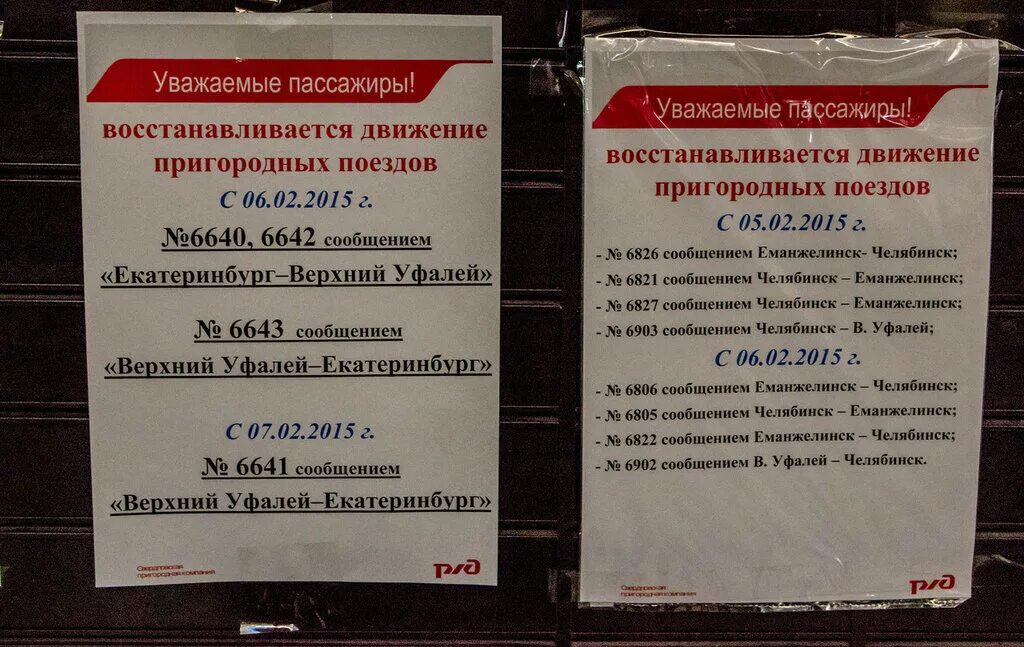 Уважаемые пассажиры!
восстанавливается движение
пригородных поездов
С 06.02.2015 г.
№6640, 6642 сообщением
«Екатеринбург–Верхний Уфалей»
№ 6643 сообщением
«Верхний Уфалей–Екатеринбург»
С 07.02.2015 г.
№ 6641 сообщением
«Верхний Уфалей–Екатеринбург»
Свердловская
пригородная компания
ржд
Уважаемые пассажиры!
восстанавливается движение
пригородных поездов
С 05.02.2015 г.
- № 6826 сообщением Еманжелинск- Челябинск;
- № 6821 сообщением Челябинск – Еманжелинск;
- № 6827 сообщением Челябинск – Еманжелинск;
- № 6903 сообщением Челябинск – В. Уфалей;
С 06.02.2015 г.
- № 6806 сообщением Еманжелинск – Челябинск;
- № 6805 сообщением Челябинск – Еманжелинск;
- № 6822 сообщением Еманжелинск – Челябинск;
- № 6902 сообщением В. Уфалей – Челябинск.
Свердловская
пригородная компания
ржд